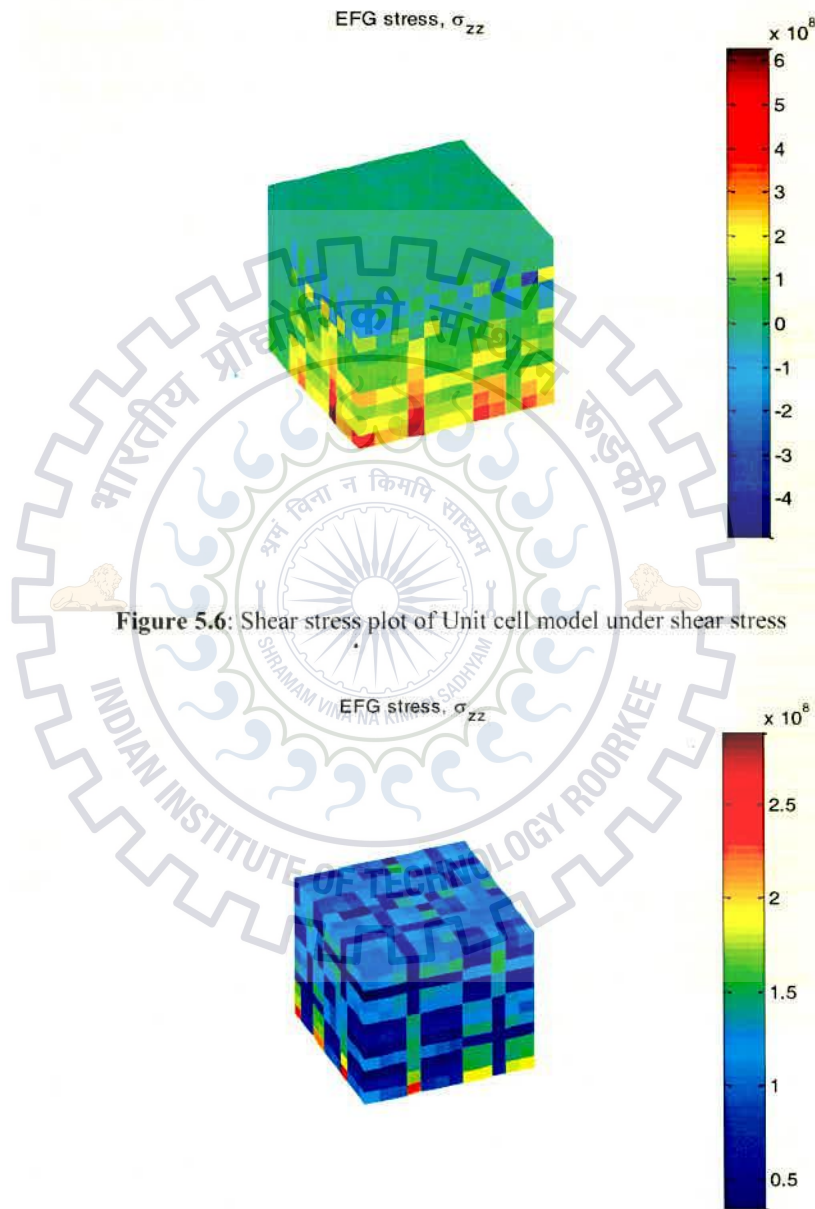 EFG stress, σzz
x 10^8
6
5
4
3
2
1
0
-1
-2
-3
-4
भारतीय प्रौद्योगिकी संस्थान रुड़की
श्रमं विना न किमपि साध्यम्
Figure 5.6: Shear stress plot of Unit cell model under shear stress
SHRAMAM VINA NA KIMAPI SADHYAM
INDIAN INSTITUTE OF TECHNOLOGY ROORKEE
EFG stress, σzz
x 10^8
2.5
2
1.5
1
0.5